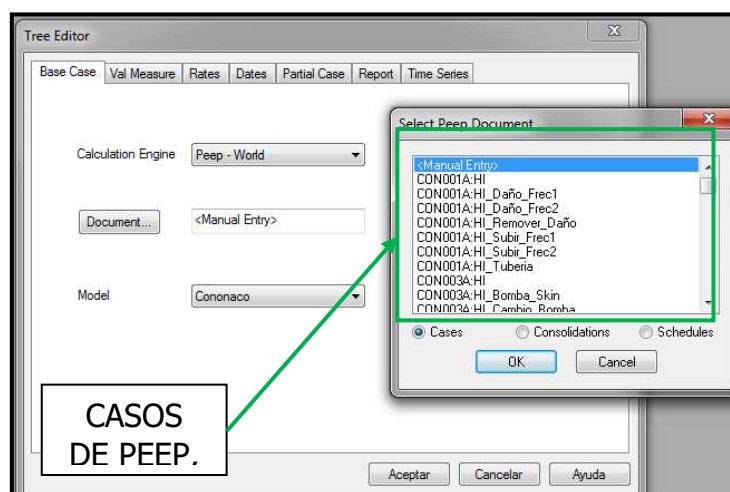 Tree Editor
Base Case Val Measure Rates Dates Partial Case Report Time Series
Calculation Engine Peep - World
Document... <Manual Entry>
Model Cononaco
Select Peep Document
<Manual Entry>
CON001A:HI
CON001A:HI_Daño_Frec1
CON001A:HI_Daño_Frec2
CON001A:HI_Remover_Daño
CON001A:HI_Subir_Frec1
CON001A:HI_Subir_Frec2
CON001A:HI_Tuberia
CON003A:HI
CON003A:HI_Bomba_Skin
CON003A:HI_Cambio_Bomba
Cases Consolidations Schedules
OK Cancel
CASOS
DE PEEP.
Aceptar Cancelar Ayuda